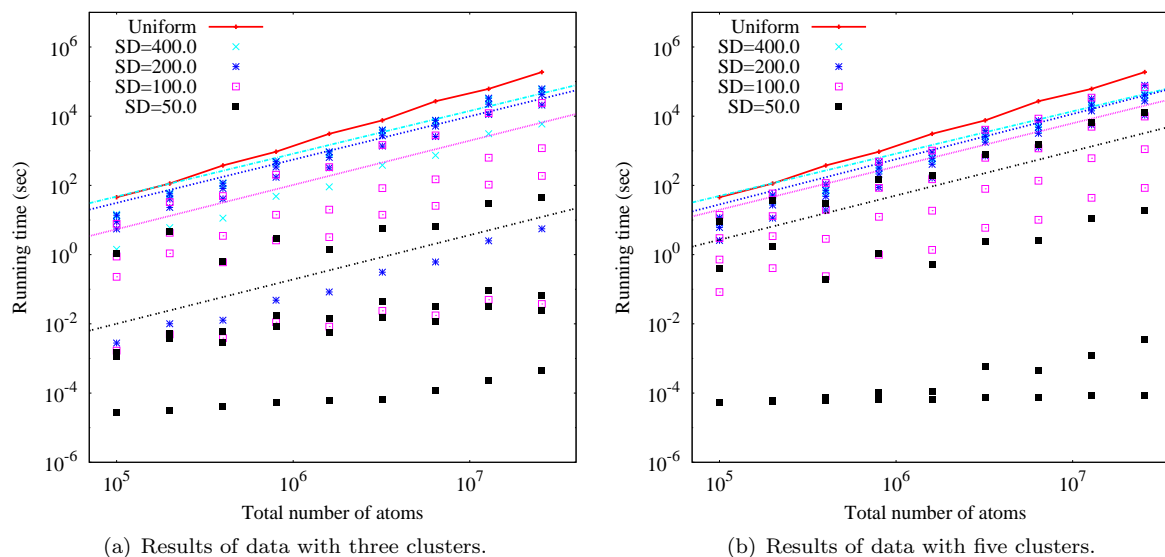 Uniform
SD=400.0
SD=200.0
SD=100.0
SD=50.0
10^6
10^4
10^2
10^0
10^-2
10^-4
10^-6
Running time (sec)
10^5
10^6
10^7
Total number of atoms
(a) Results of data with three clusters.
Uniform
SD=400.0
SD=200.0
SD=100.0
SD=50.0
10^6
10^4
10^2
10^0
10^-2
10^-4
10^-6
Running time (sec)
10^5
10^6
10^7
Total number of atoms
(b) Results of data with five clusters.